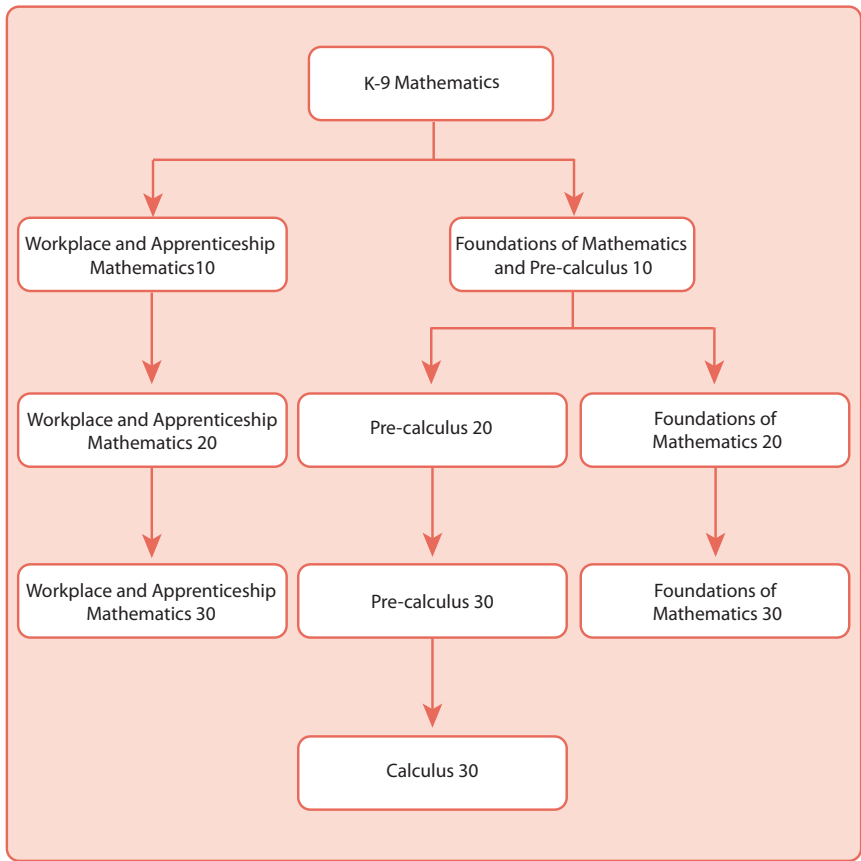 K-9 Mathematics
Workplace and Apprenticeship
Mathematics10
Foundations of Mathematics
and Pre-calculus 10
Workplace and Apprenticeship
Mathematics 20
Pre-calculus 20
Foundations of
Mathematics 20
Workplace and Apprenticeship
Mathematics 30
Pre-calculus 30
Foundations of
Mathematics 30
Calculus 30